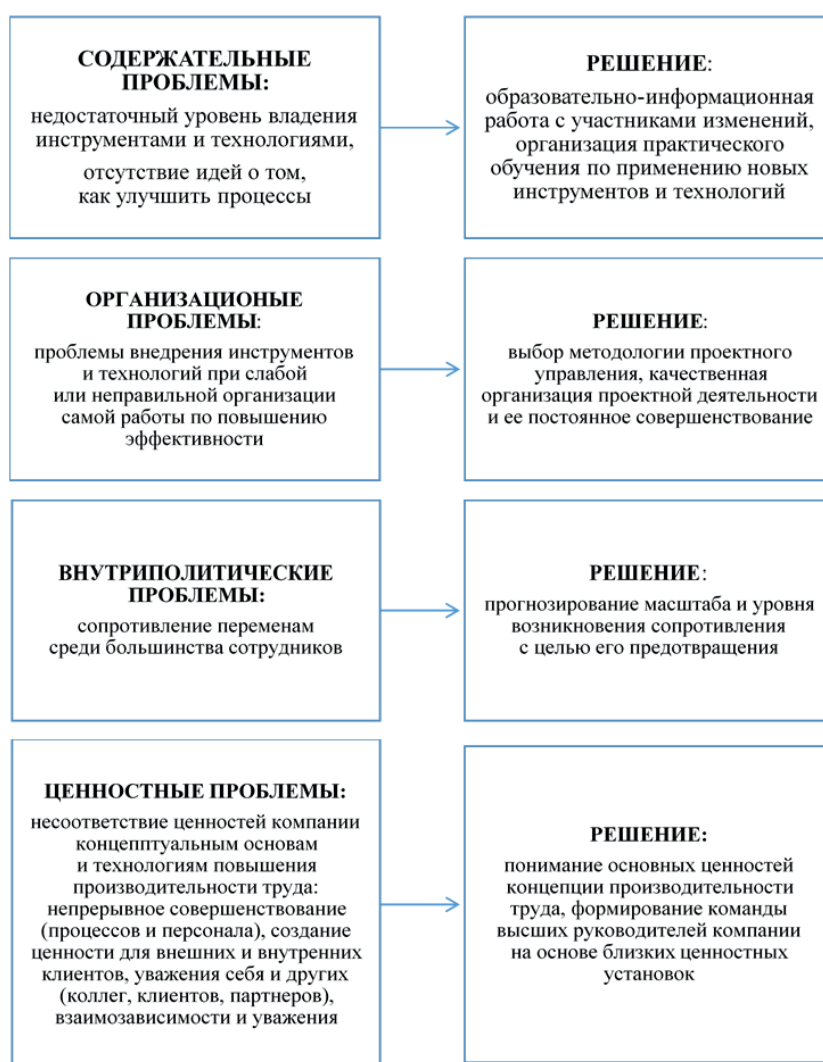 СОДЕРЖАТЕЛЬНЫЕ
ПРОБЛЕМЫ:
недостаточный уровень владения
инструментами и технологиями,
отсутствие идей о том,
как улучшить процессы
РЕШЕНИЕ:
образовательно-информационная
работа с участниками изменений,
организация практического
обучения по применению новых
инструментов и технологий
ОРГАНИЗАЦИОНЫЕ
ПРОБЛЕМЫ:
проблемы внедрения инструментов
и технологий при слабой
или неправильной организации
самой работы по повышению
эффективности
РЕШЕНИЕ:
выбор методологии проектного
управления, качественная
организация проектной деятельности
и ее постоянное совершенствование
ВНУТРИПОЛИТИЧЕСКИЕ
ПРОБЛЕМЫ:
сопротивление переменам
среди большинства сотрудников
РЕШЕНИЕ:
прогнозирование масштаба и уровня
возникновения сопротивления
с целью его предотвращения
ЦЕННОСТНЫЕ ПРОБЛЕМЫ:
несоответствие ценностей компании
концепптуальным основам
и технологиям повышения
производительности труда:
непрерывное совершенствование
(процессов и персонала), создание
ценности для внешних и внутренних
клиентов, уважения себя и других
(коллег, клиентов, партнеров),
взаимозависимости и уважения
РЕШЕНИЕ:
понимание основных ценностей
концепции производительности
труда, формирование команды
высших руководителей компании
на основе близких ценностных
установок